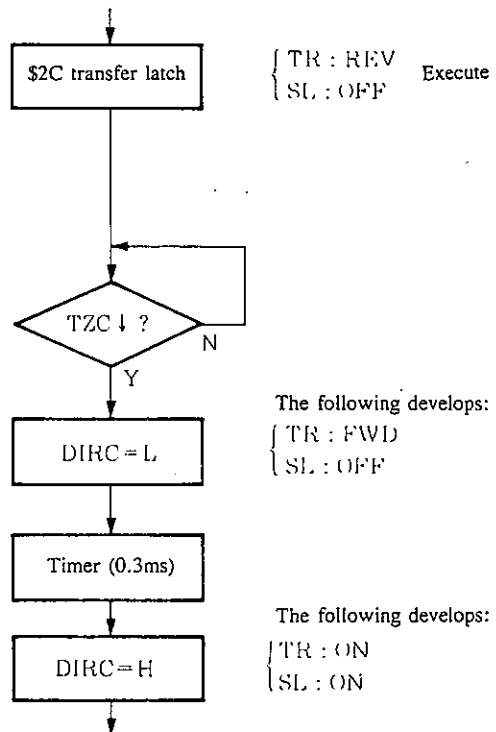 $2C transfer latch
TR : REV
Execute
SL : OFF
TZC ↓ ?
N
Y
The following develops:
DIRC = L
TR : FWD
SL : OFF
Timer (0.3ms)
The following develops:
DIRC = H
TR : ON
SL : ON